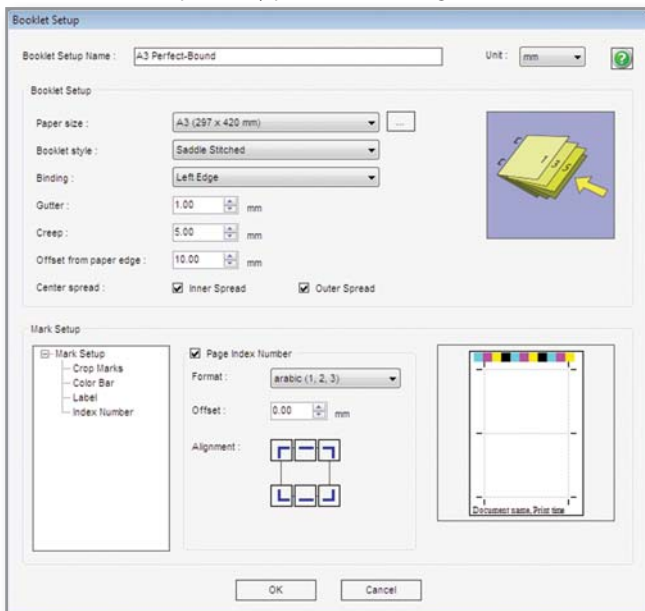 Booklet Setup
Booklet Setup Name : A3 Perfect-Bound Unit : mm
Booklet Setup
Paper size : A3 (297 x 420 mm) ...
Booklet style : Saddle Stitched
Binding : Left Edge
Gutter : 1.00 mm
Creep : 5.00 mm
Offset from paper edge : 10.00 mm
Center spread : Inner Spread Outer Spread
1 3 5
Mark Setup
Mark Setup
Crop Marks
Color Bar
Label
Index Number
Page Index Number
Format : arabic (1, 2, 3)
Offset : 0.00 mm
Alignment :
Document name, Print time
OK Cancel